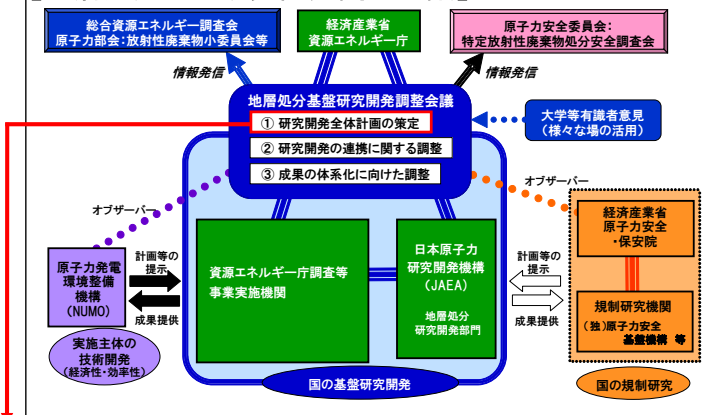 総合資源エネルギー調査会
原子力部会:放射性廃棄物小委員会等
経済産業省
資源エネルギー庁
原子力安全委員会:
特定放射性廃棄物処分安全調査会
情報発信
情報発信
地層処分基盤研究開発調整会議
① 研究開発全体計画の策定
② 研究開発の連携に関する調整
③ 成果の体系化に向けた調整
大学等有識者意見
(様々な場の活用)
オブザーバー
オブザーバー
原子力発電
環境整備
機構
(NUMO)
計画等の
提示
成果提供
資源エネルギー庁調査等
事業実施機関
日本原子力
研究開発機構
(JAEA)
地層処分
研究開発部門
計画等の
提示
成果提供
経済産業省
原子力安全
・保安院
規制研究機関
(独)原子力安全
基盤機構 等
実施主体の
技術開発
(経済性・効率性)
国の基盤研究開発
国の規制研究